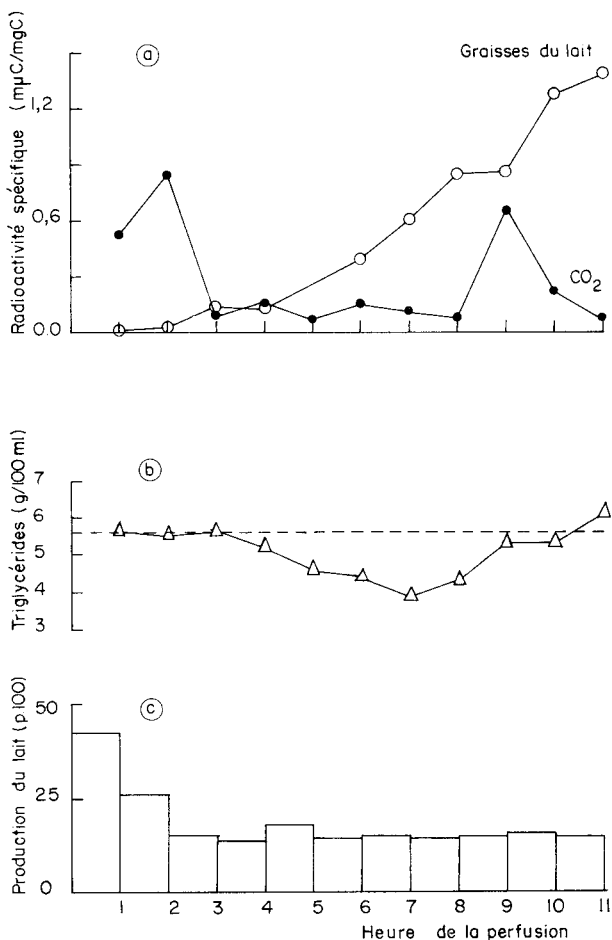 a
Graisses du lait
Radioactivité spécifique (mµC/mgC)
1,2
0,6
0.0
CO2
b
Triglycérides (g/100 ml)
7
6
5
4
3
c
Production du lait (p.100)
50
25
0
1 2 3 4 5 6 7 8 9 10 11
Heure de la perfusion